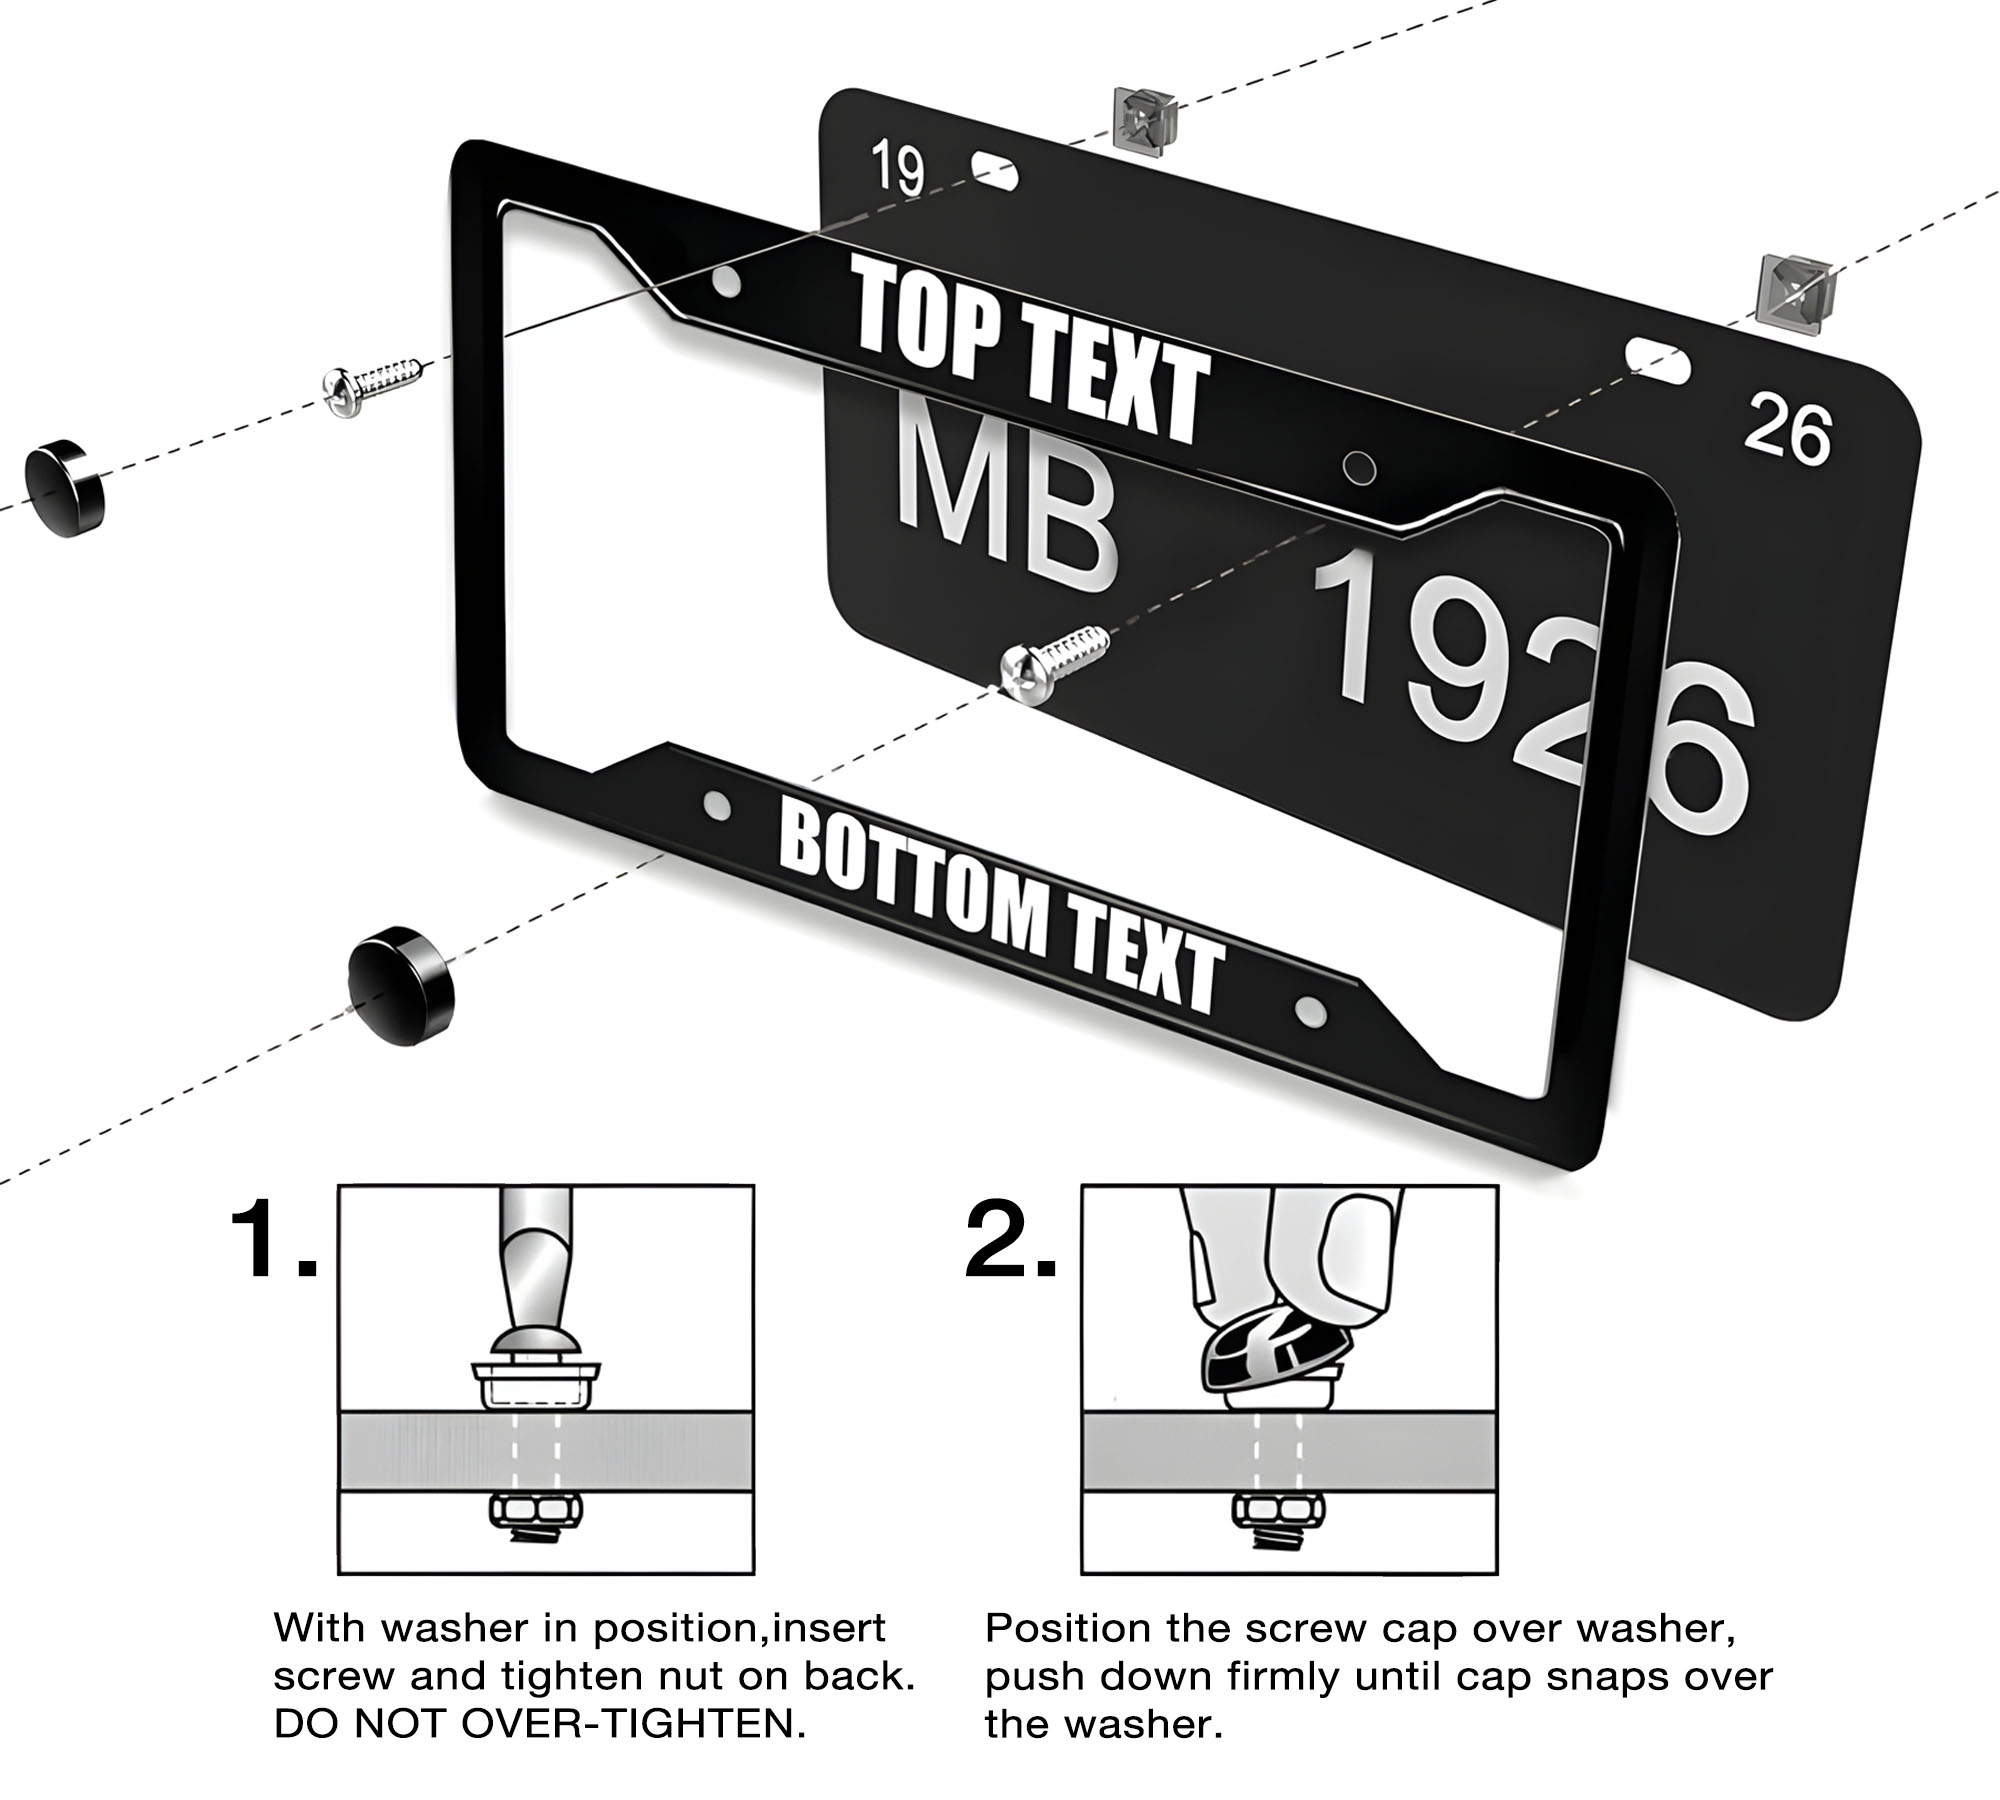 19
26
TOP TEXT
MB 1926
BOTTOM TEXT
1.
With washer in position,insert
screw and tighten nut on back.
DO NOT OVER-TIGHTEN.
2.
Position the screw cap over washer,
push down firmly until cap snaps over
the washer.